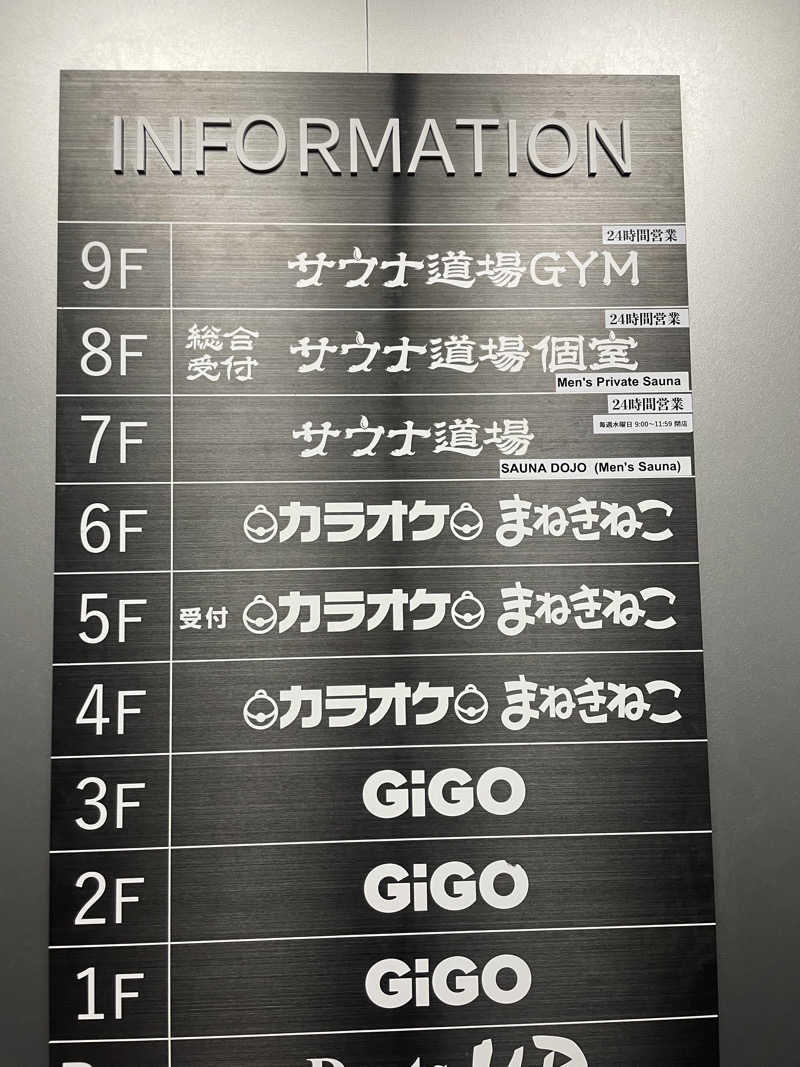 INFORMATION
24時間営業
9F サウナ道場GYM
24時間営業
8F 総合受付 サウナ道場個室
Men's Private Sauna
24時間営業
毎週水曜日 9:00〜11:59 閉店
7F サウナ道場
SAUNA DOJO (Men's Sauna)
6F カラオケ まねきねこ
5F 受付 カラオケ まねきねこ
4F カラオケ まねきねこ
3F GiGO
2F GiGO
1F GiGO